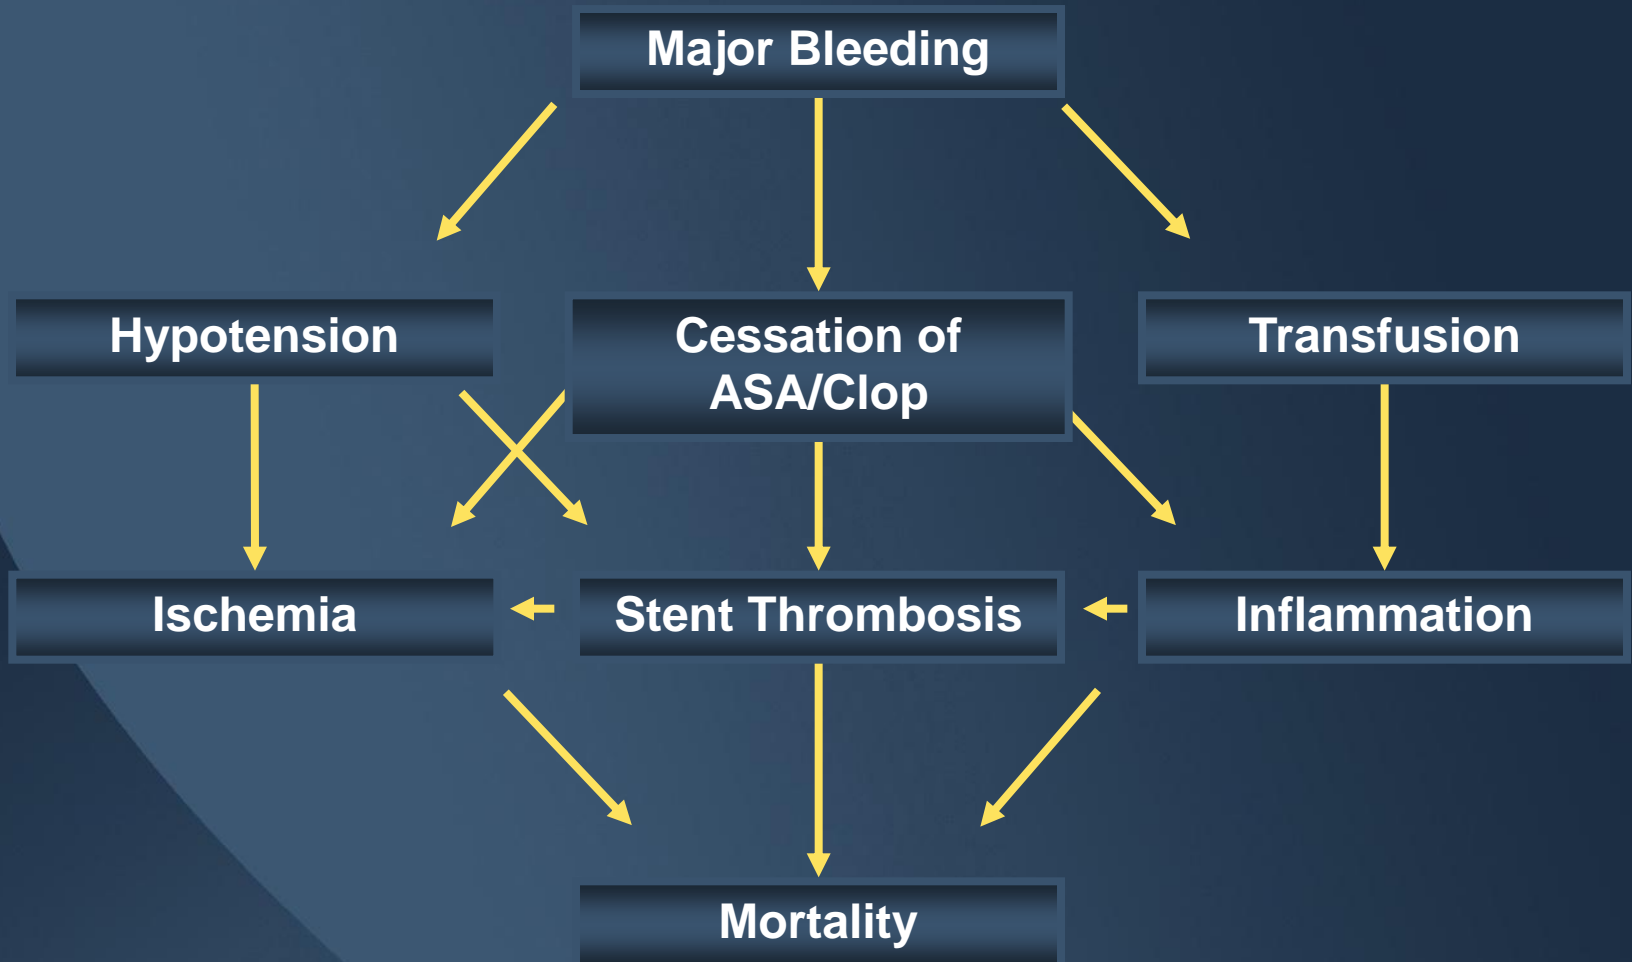 Major Bleeding
Hypotension
Cessation of
ASA/Clop
Transfusion
Ischemia
Stent Thrombosis
Inflammation
Mortality